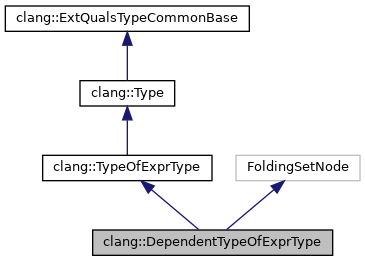 clang::ExtQualsTypeCommonBase
clang::Type
clang::TypeOfExprType
FoldingSetNode
clang::DependentTypeOfExprType